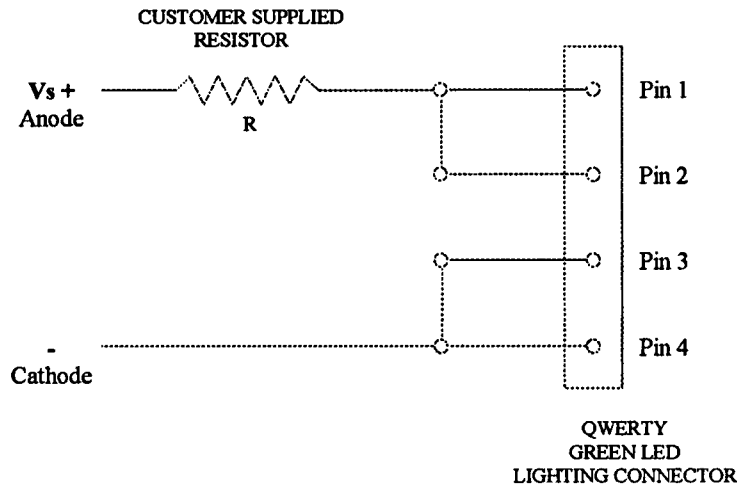 CUSTOMER SUPPLIED
RESISTOR
Vs +
Anode
R
Pin 1
Pin 2
Pin 3
Pin 4
-
Cathode
QWERTY
GREEN LED
LIGHTING CONNECTOR